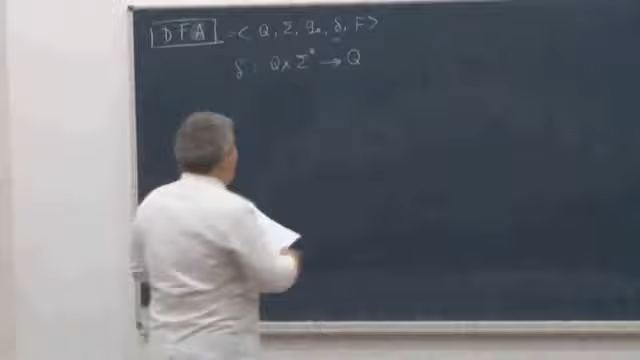 DFA = < Q, Σ, q₀, δ, F >
δ : Q x Σ* → Q